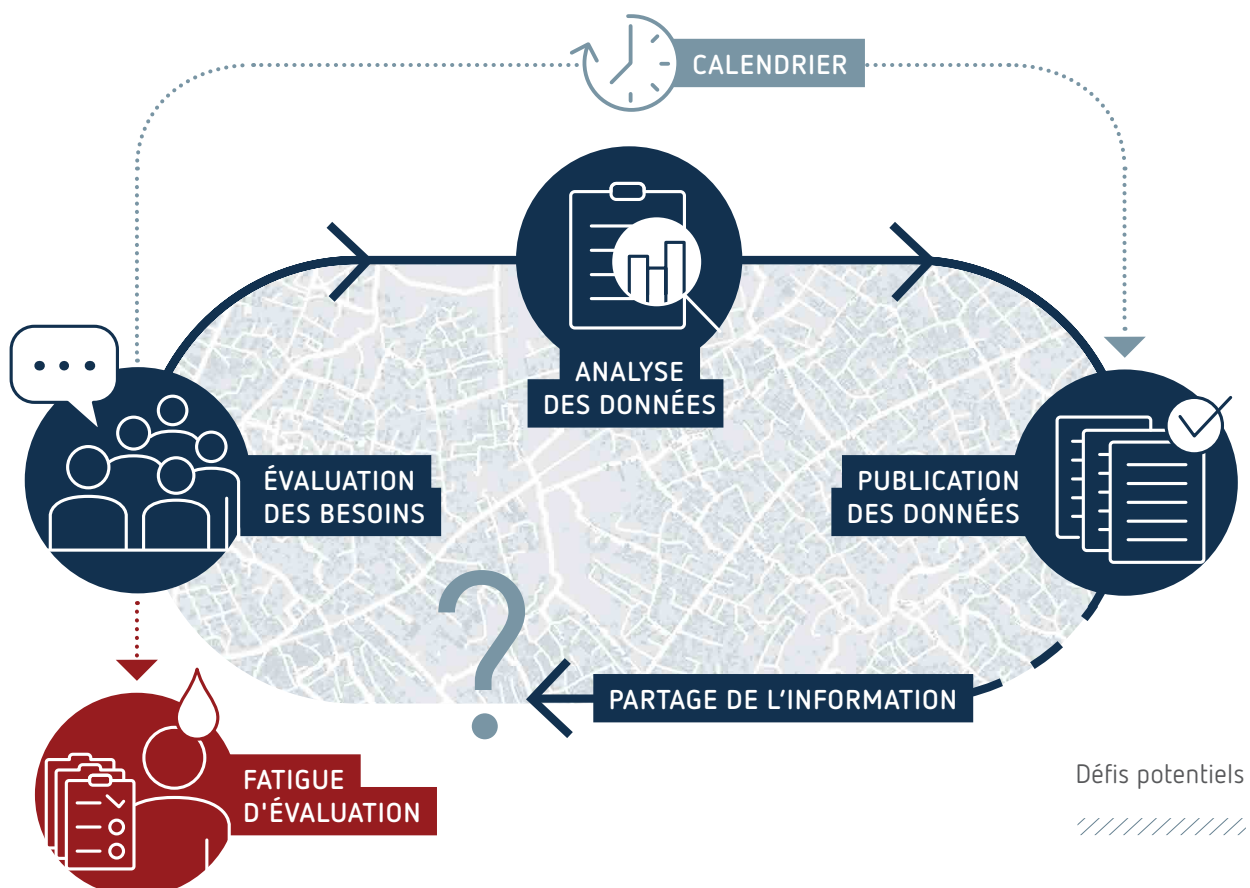 CALENDRIER
ANALYSE
DES DONNÉES
ÉVALUATION
DES BESOINS
PUBLICATION
DES DONNÉES
?
PARTAGE DE L'INFORMATION
FATIGUE
D'ÉVALUATION
Défis potentiels